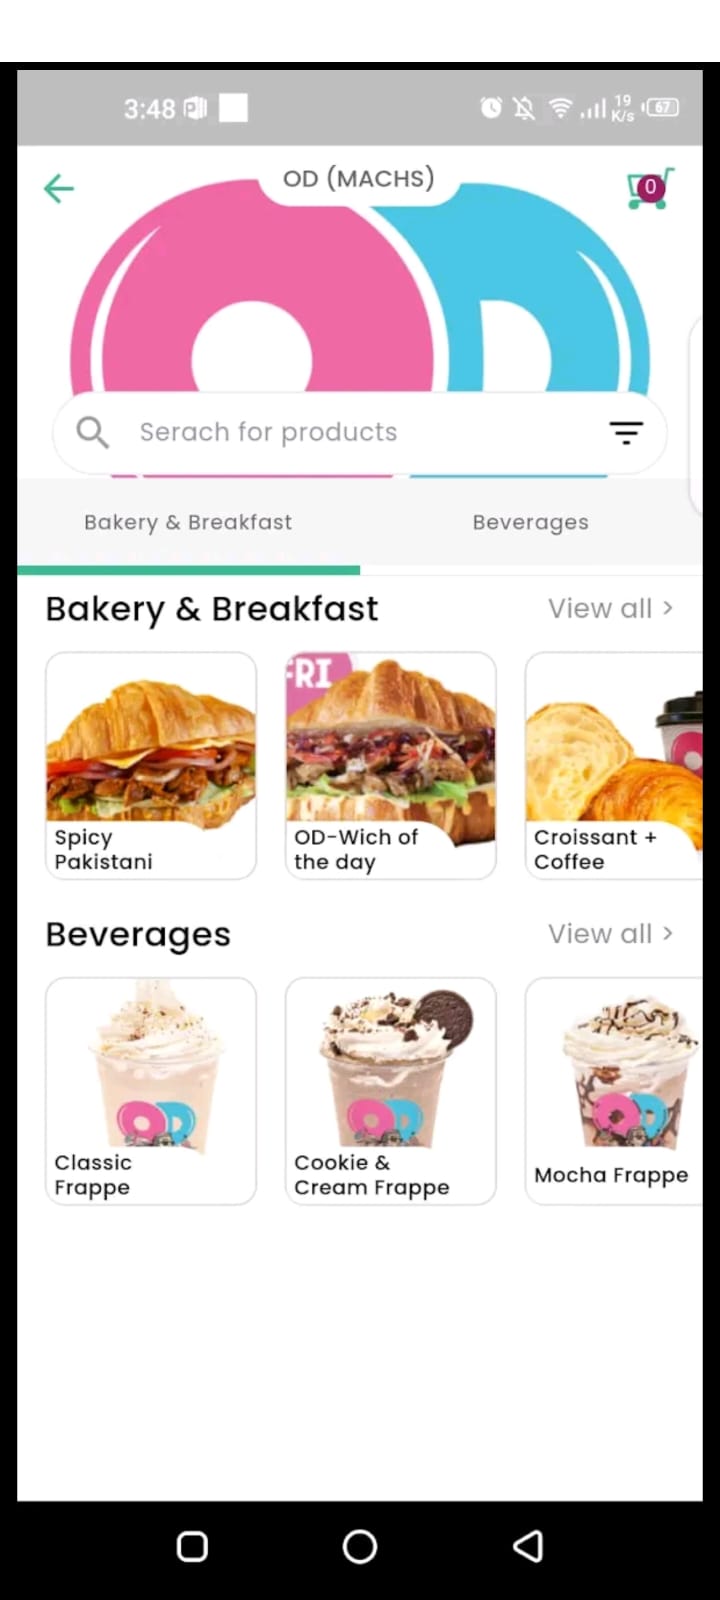 3:48
19
K/s
67
OD (MACHS)
0
Serach for products
Bakery & Breakfast
Beverages
Bakery & Breakfast
View all >
FRI
Spicy
Pakistani
OD-Wich of
the day
Croissant +
Coffee
Beverages
View all >
Classic
Frappe
Cookie &
Cream Frappe
Mocha Frappe